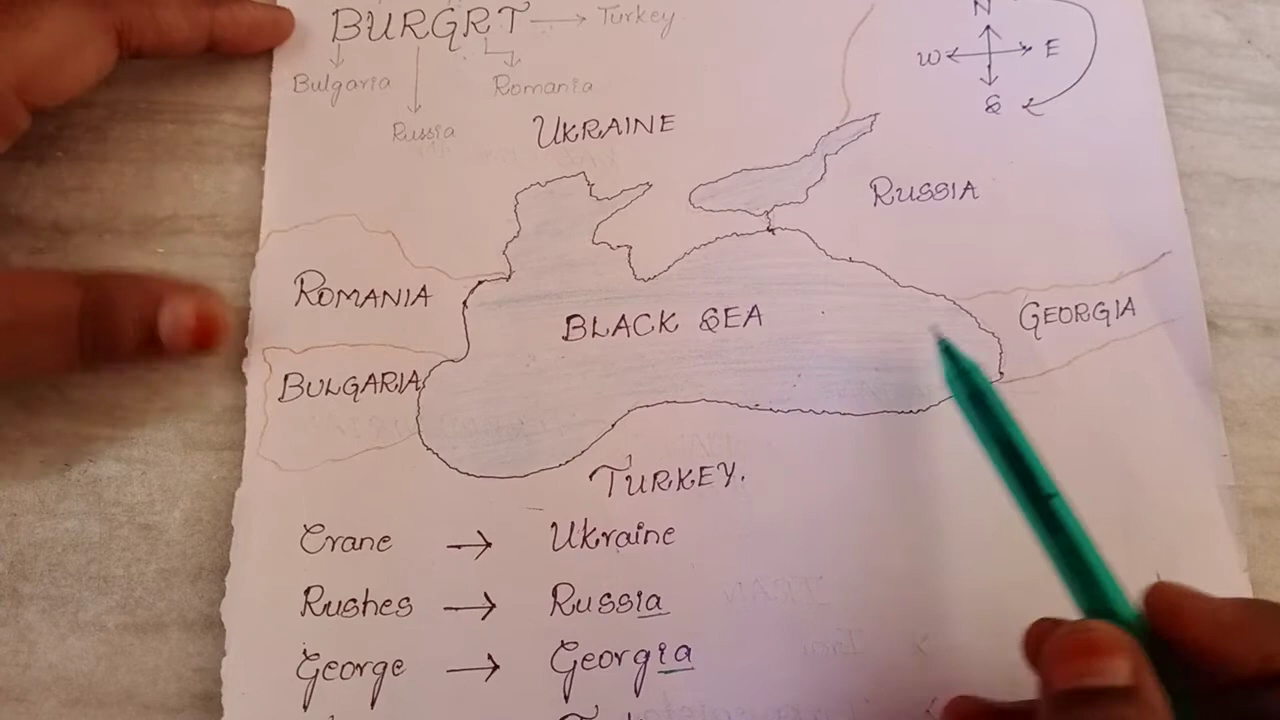 BURGRT → Turkey
Bulgaria
Romania
Russia
N
W E
S
UKRAINE
RUSSIA
ROMANIA
BLACK SEA
GEORGIA
BULGARIA
TURKEY.
Crane → Ukraine
Rushes → Russia
George → Georgia